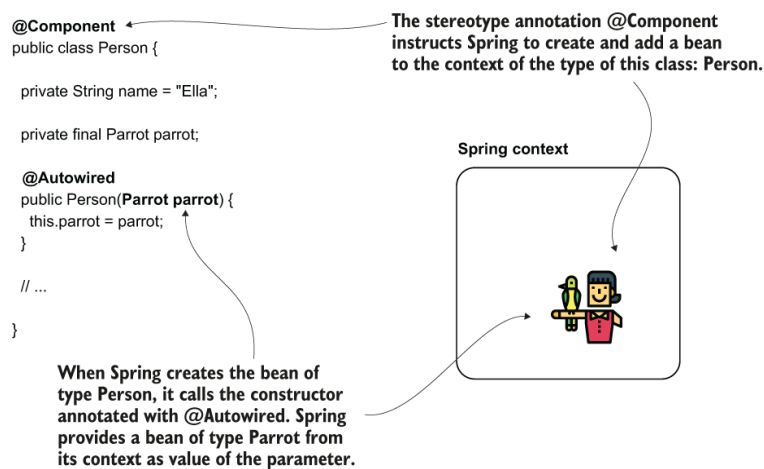 @Component
public class Person {
private String name = "Ella";
private final Parrot parrot;
@Autowired
public Person(Parrot parrot) {
this.parrot = parrot;
}
// ...
}
The stereotype annotation @Component
instructs Spring to create and add a bean
to the context of the type of this class: Person.
Spring context
When Spring creates the bean of
type Person, it calls the constructor
annotated with @Autowired. Spring
provides a bean of type Parrot from
its context as value of the parameter.